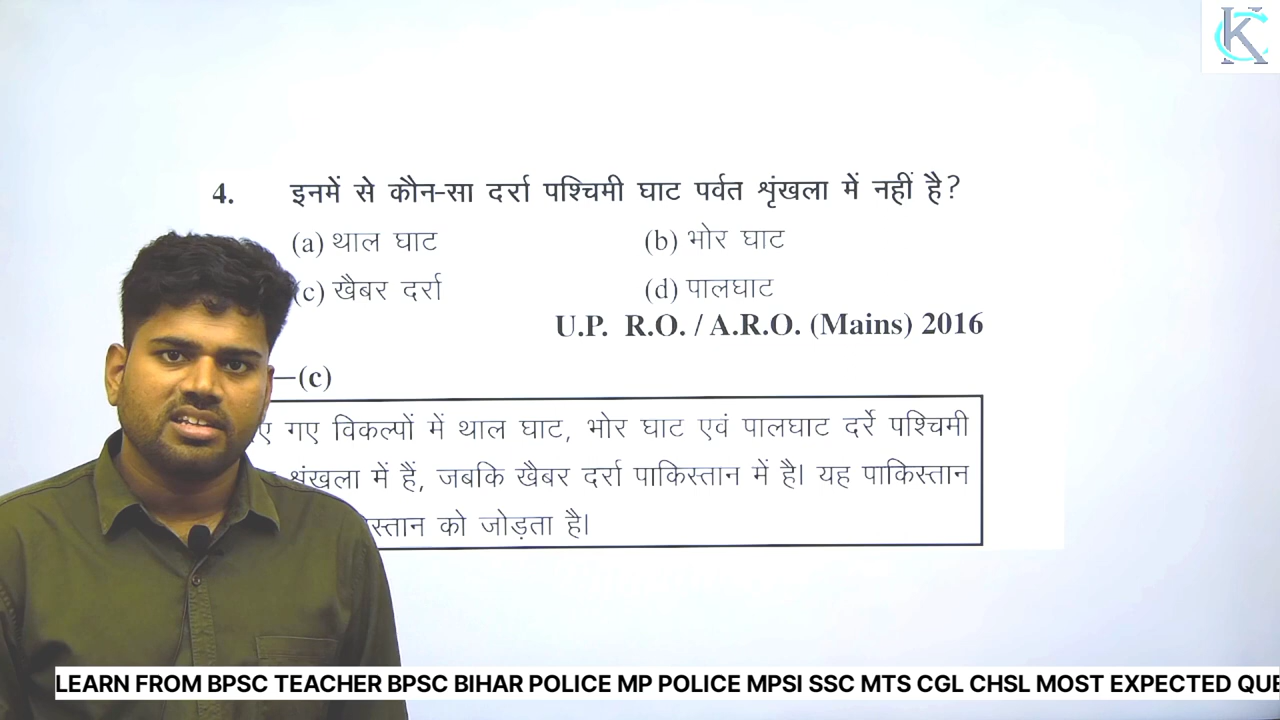 4. इनमें से कौन-सा दर्रा पश्चिमी घाट पर्वत शृंखला में नहीं है?
(a) थाल घाट (b) भोर घाट
(c) खैबर दर्रा (d) पालघाट
U.P. R.O. / A.R.O. (Mains) 2016
—(c)
गए विकल्पों में थाल घाट, भोर घाट एवं पालघाट दर्रे पश्चिमी
शृंखला में हैं, जबकि खैबर दर्रा पाकिस्तान में है। यह पाकिस्तान
को जोड़ता है।
LEARN FROM BPSC TEACHER BPSC BIHAR POLICE MP POLICE MPSI SSC MTS CGL CHSL MOST EXPECTED
KC